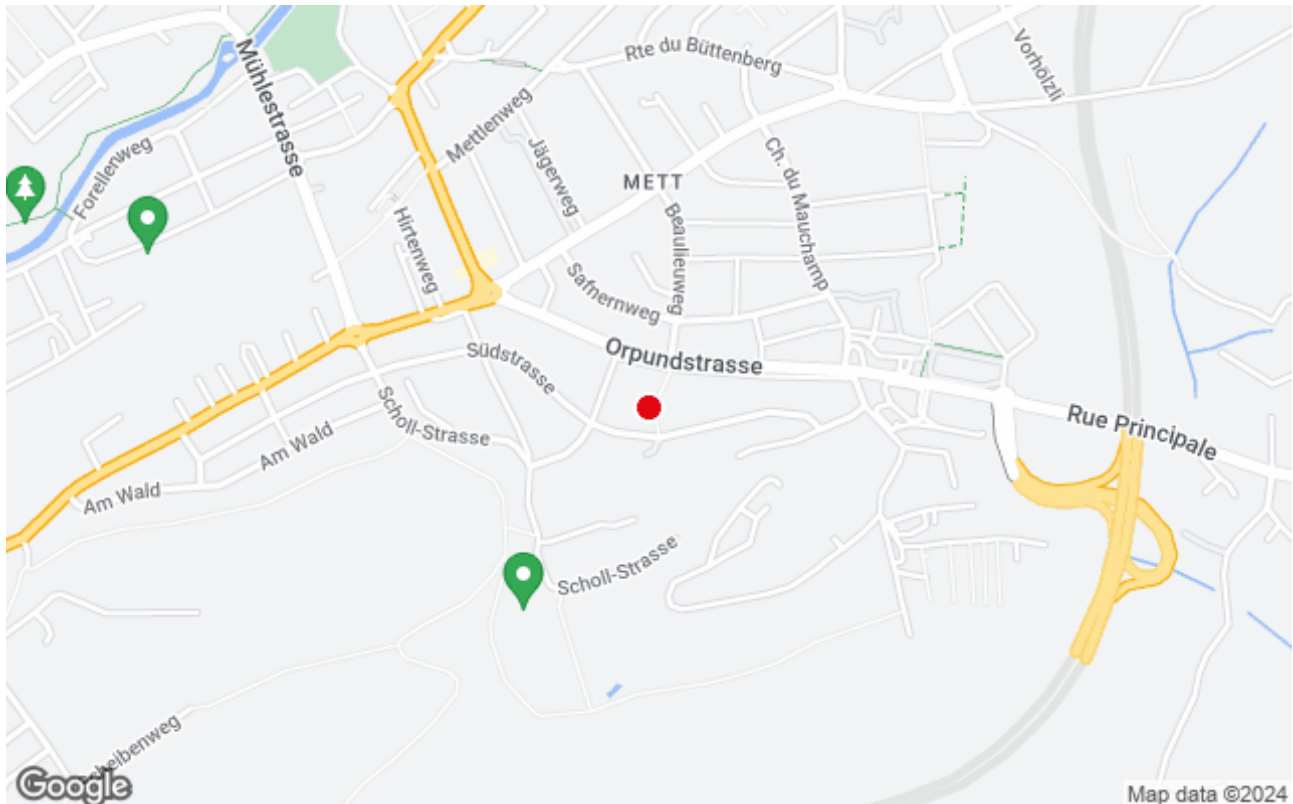 Rte du Büttenberg
Vorhölzli
Mühlestrasse
Mettlenweg
Jägerweg
Forellenweg
METT
Ch. du Mauchamp
Hirtenweg
Beaulieuweg
Safnernweg
Orpundstrasse
Südstrasse
Scholl-Strasse
Rue Principale
Am Wald
Am Wald
Scholl-Strasse
cheibenweg
Google
Map data ©2024